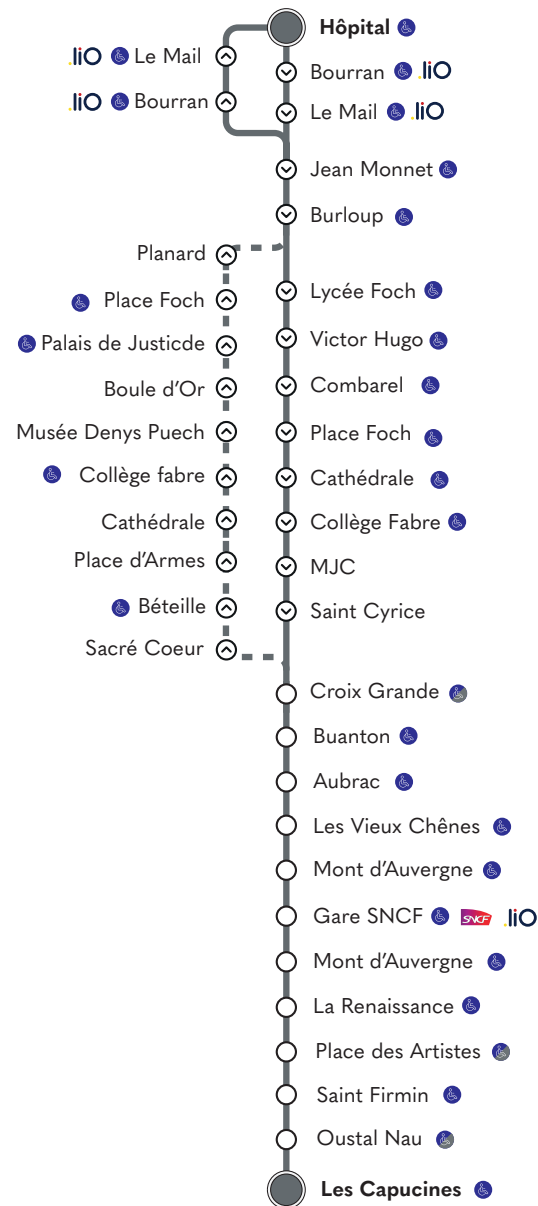 Hôpital
.liO Le Mail
Bourran .liO
.liO Bourran
Le Mail .liO
Jean Monnet
Burloup
Planard
Lycée Foch
Place Foch
Victor Hugo
Palais de Justicde
Combarel
Boule d'Or
Place Foch
Musée Denys Puech
Cathédrale
Collège fabre
Collège Fabre
Cathédrale
Place d'Armes
MJC
Béteille
Saint Cyrice
Sacré Coeur
Croix Grande
Buanton
Aubrac
Les Vieux Chênes
Mont d'Auvergne
Gare SNCF SNCF .liO
Mont d'Auvergne
La Renaissance
Place des Artistes
Saint Firmin
Oustal Nau
Les Capucines